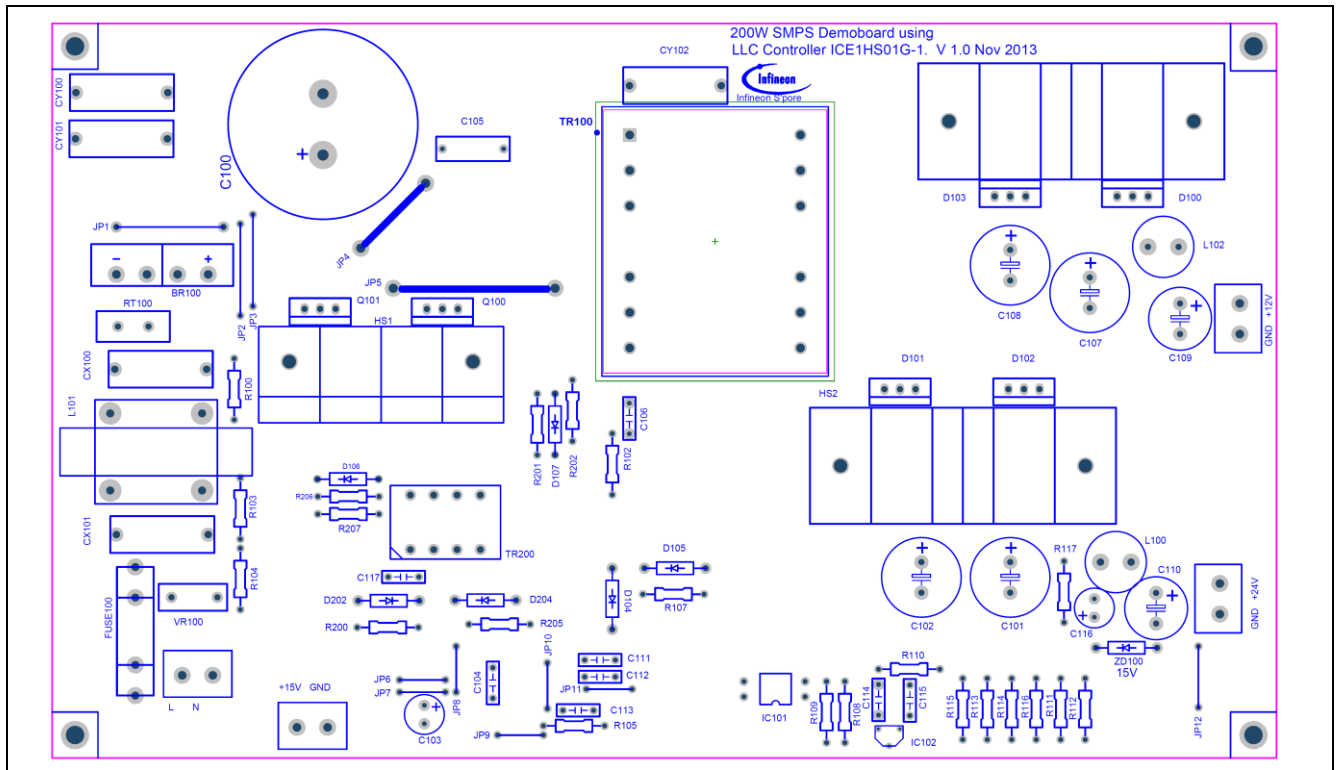 200W SMPS Demoboard using
LLC Controller ICE1HS01G-1. V 1.0 Nov 2013
Infineon
Infineon S'pore
CY102
CY100
CY101
C100
+
C105
TR100
D103
D100
JP1
JP4
L102
- +
BR100
JP5
+
C108
+
C107
+
C109
GND +12V
RT100
JP2
JP3
Q101
Q100
HS1
CX100
R100
D101
D102
HS2
L101
R201
D107
R202
C106
R102
D106
R206
R207
R103
CX101
TR200
R104
C117
D105
D104
R107
R117
L100
+
C102
+
C101
C110
+
+
C116
GND +24V
FUSE100
VR100
D202
D204
R200
R205
ZD100
15V
JP10
C111
C112
JP11
R110
JP6
JP7
JP8
C104
L N
+15V GND
+
C103
C113
R105
JP9
IC101
R109
R108
C114
C115
IC102
R115
R113
R114
R116
R111
R112
JP12